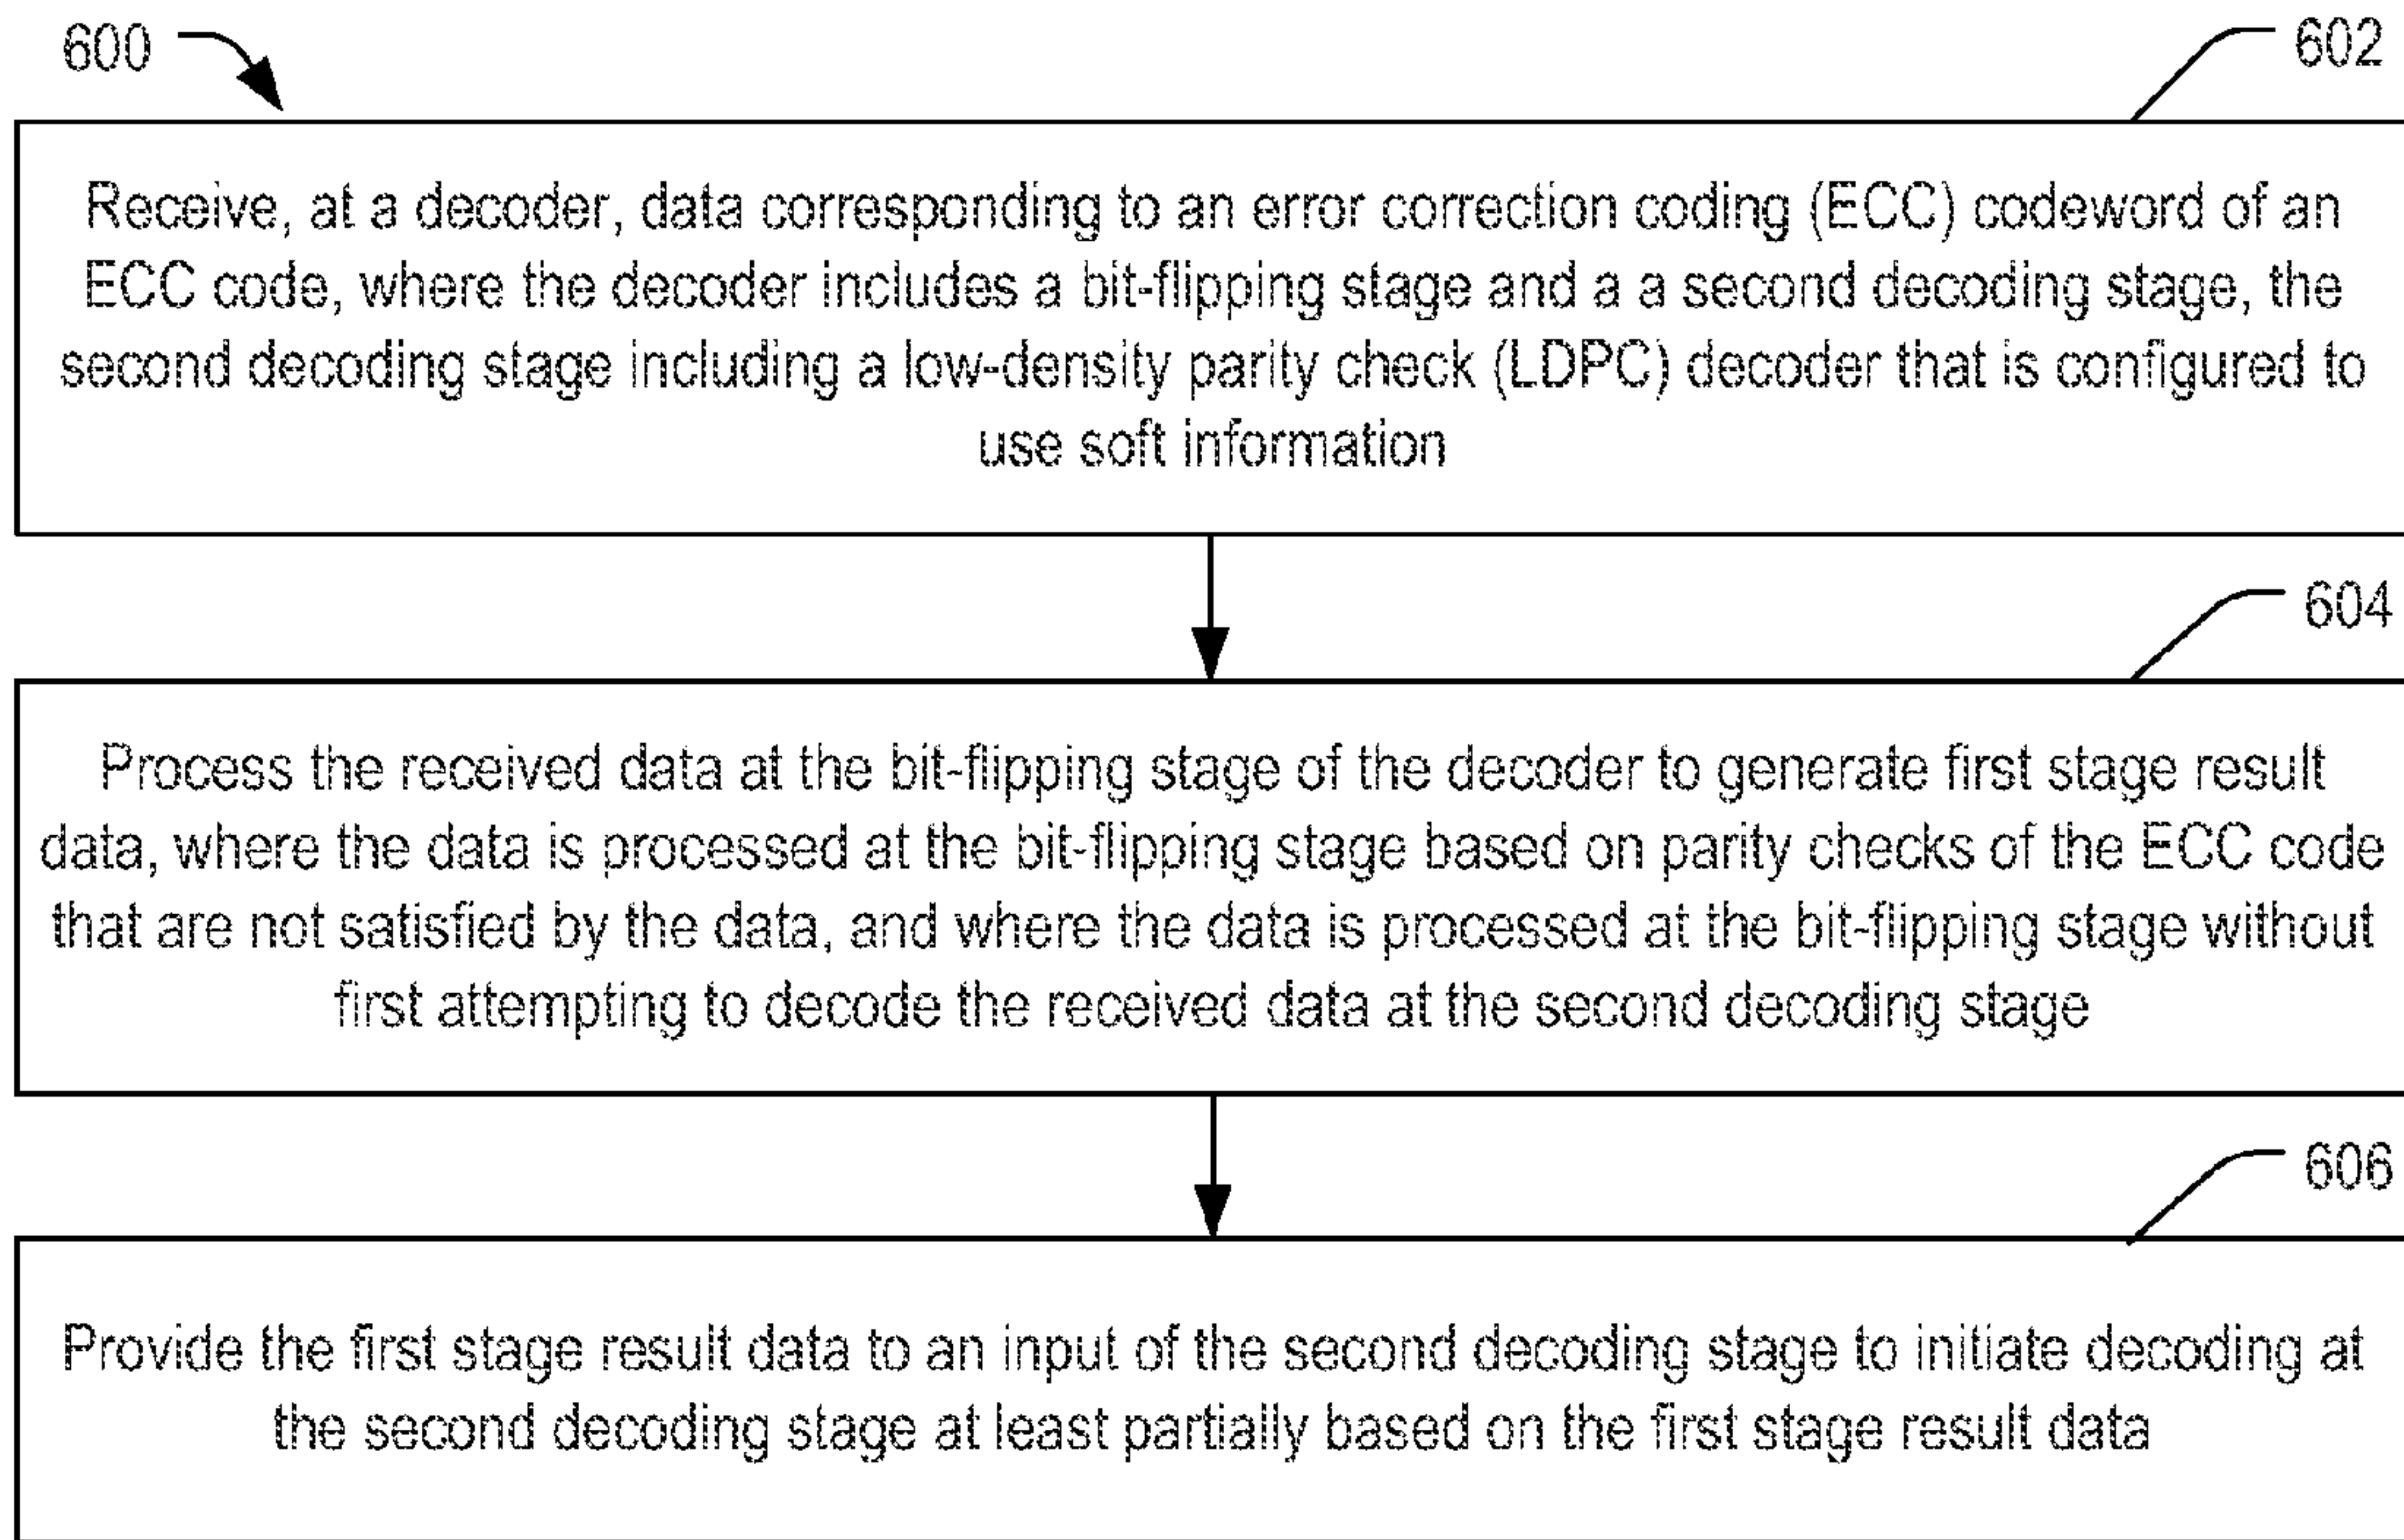 600
602
Receive, at a decoder, data corresponding to an error correction coding (ECC) codeword of an
ECC code, where the decoder includes a bit-flipping stage and a a second decoding stage, the
second decoding stage including a low-density parity check (LDPC) decoder that is configured to
use soft information
604
Process the received data at the bit-flipping stage of the decoder to generate first stage result
data, where the data is processed at the bit-flipping stage based on parity checks of the ECC code
that are not satisfied by the data, and where the data is processed at the bit-flipping stage without
first attempting to decode the received data at the second decoding stage
606
Provide the first stage result data to an input of the second decoding stage to initiate decoding at
the second decoding stage at least partially based on the first stage result data